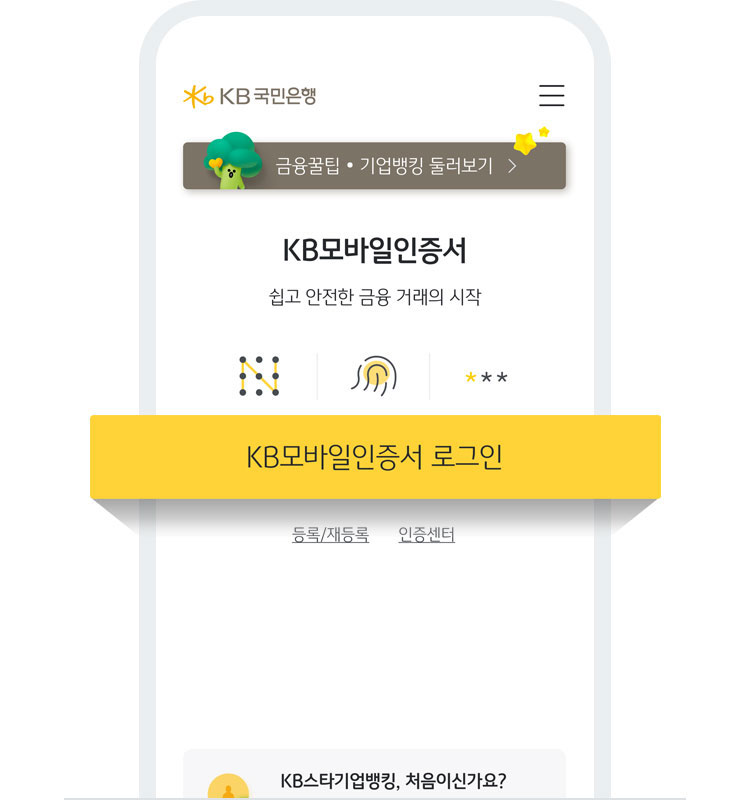 KB 국민은행
금융꿀팁 • 기업뱅킹 둘러보기
KB모바일인증서
쉽고 안전한 금융 거래의 시작
***
KB모바일인증서 로그인
등록/재등록 인증센터
KB스타기업뱅킹, 처음이신가요?